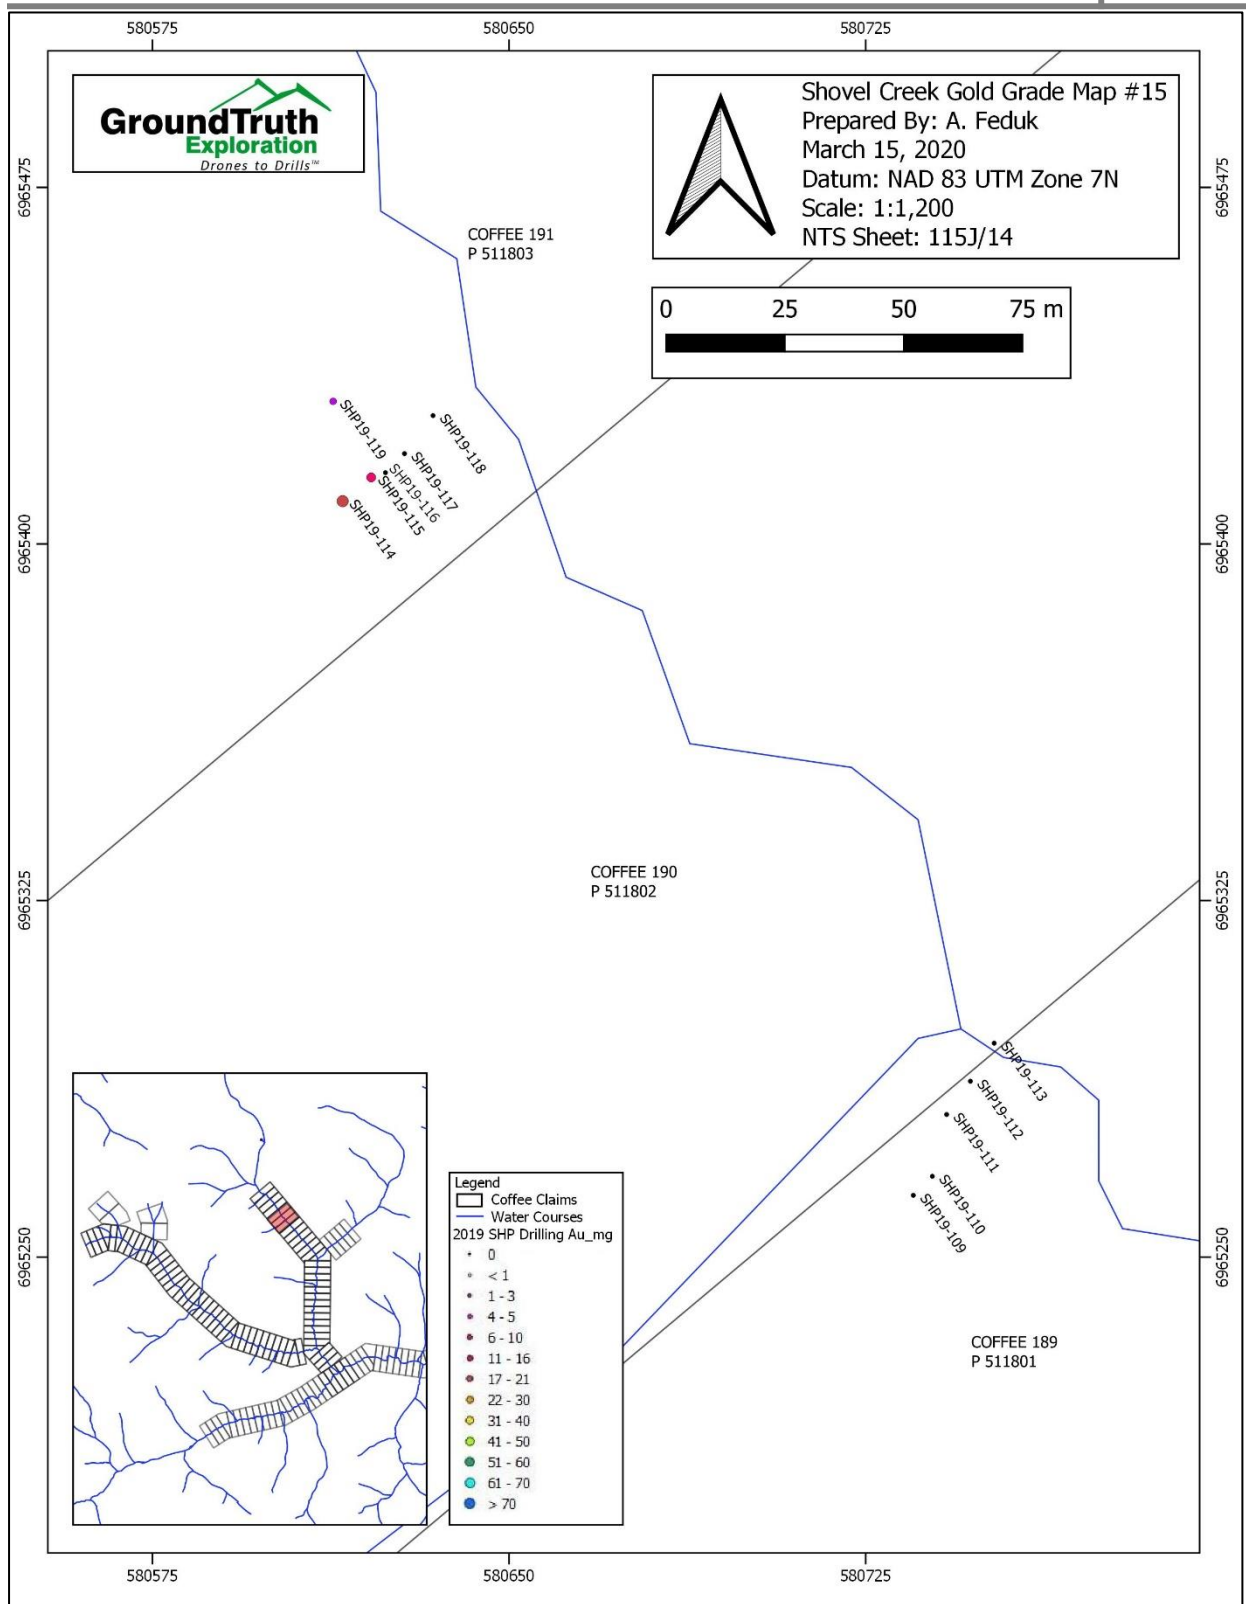 580575
580650
580725
GroundTruth
Exploration
Drones to Drills™
Shovel Creek Gold Grade Map #15
Prepared By: A. Feduk
March 15, 2020
Datum: NAD 83 UTM Zone 7N
Scale: 1:1,200
NTS Sheet: 115J/14
6965475
6965475
COFFEE 191
P 511803
0 25 50 75 m
SHP19-119
SHP19-118
SHP19-117
SHP19-116
SHP19-115
SHP19-114
6965400
6965400
COFFEE 190
P 511802
6965325
6965325
SHP19-113
SHP19-112
SHP19-111
SHP19-110
SHP19-109
6965250
6965250
COFFEE 189
P 511801
Legend
Coffee Claims
Water Courses
2019 SHP Drilling Au_mg
0
< 1
1 - 3
4 - 5
6 - 10
11 - 16
17 - 21
22 - 30
31 - 40
41 - 50
51 - 60
61 - 70
> 70
580575
580650
580725